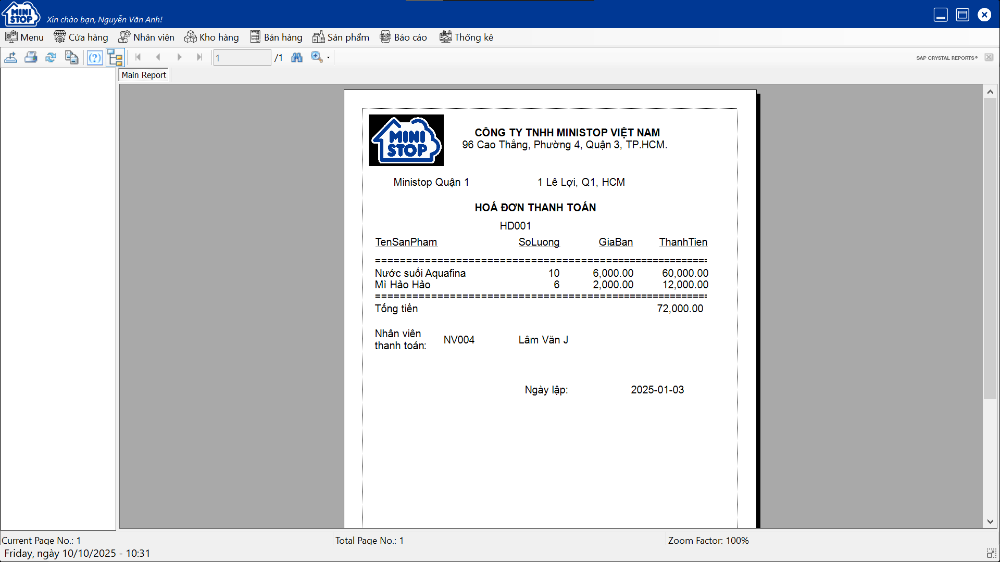 MINI
STOP
Xin chào bạn, Nguyễn Văn Anh!
Menu Cửa hàng Nhân viên Kho hàng Bán hàng Sản phẩm Báo cáo Thống kê
1 /1 SAP CRYSTAL REPORTS®
Main Report
MINI
STOP
CÔNG TY TNHH MINISTOP VIỆT NAM
96 Cao Thắng, Phường 4, Quận 3, TP.HCM.
Ministop Quận 1 1 Lê Lợi, Q1, HCM
HOÁ ĐƠN THANH TOÁN
HD001
TenSanPham SoLuong GiaBan ThanhTien
Nước suối Aquafina 10 6,000.00 60,000.00
Mì Hảo Hảo 6 2,000.00 12,000.00
Tống tiền 72,000.00
Nhân viên
thanh toán: NV004 Lâm Văn J
Ngày lập: 2025-01-03
Current Page No.: 1 Total Page No.: 1 Zoom Factor: 100%
Friday, ngày 10/10/2025 - 10:31